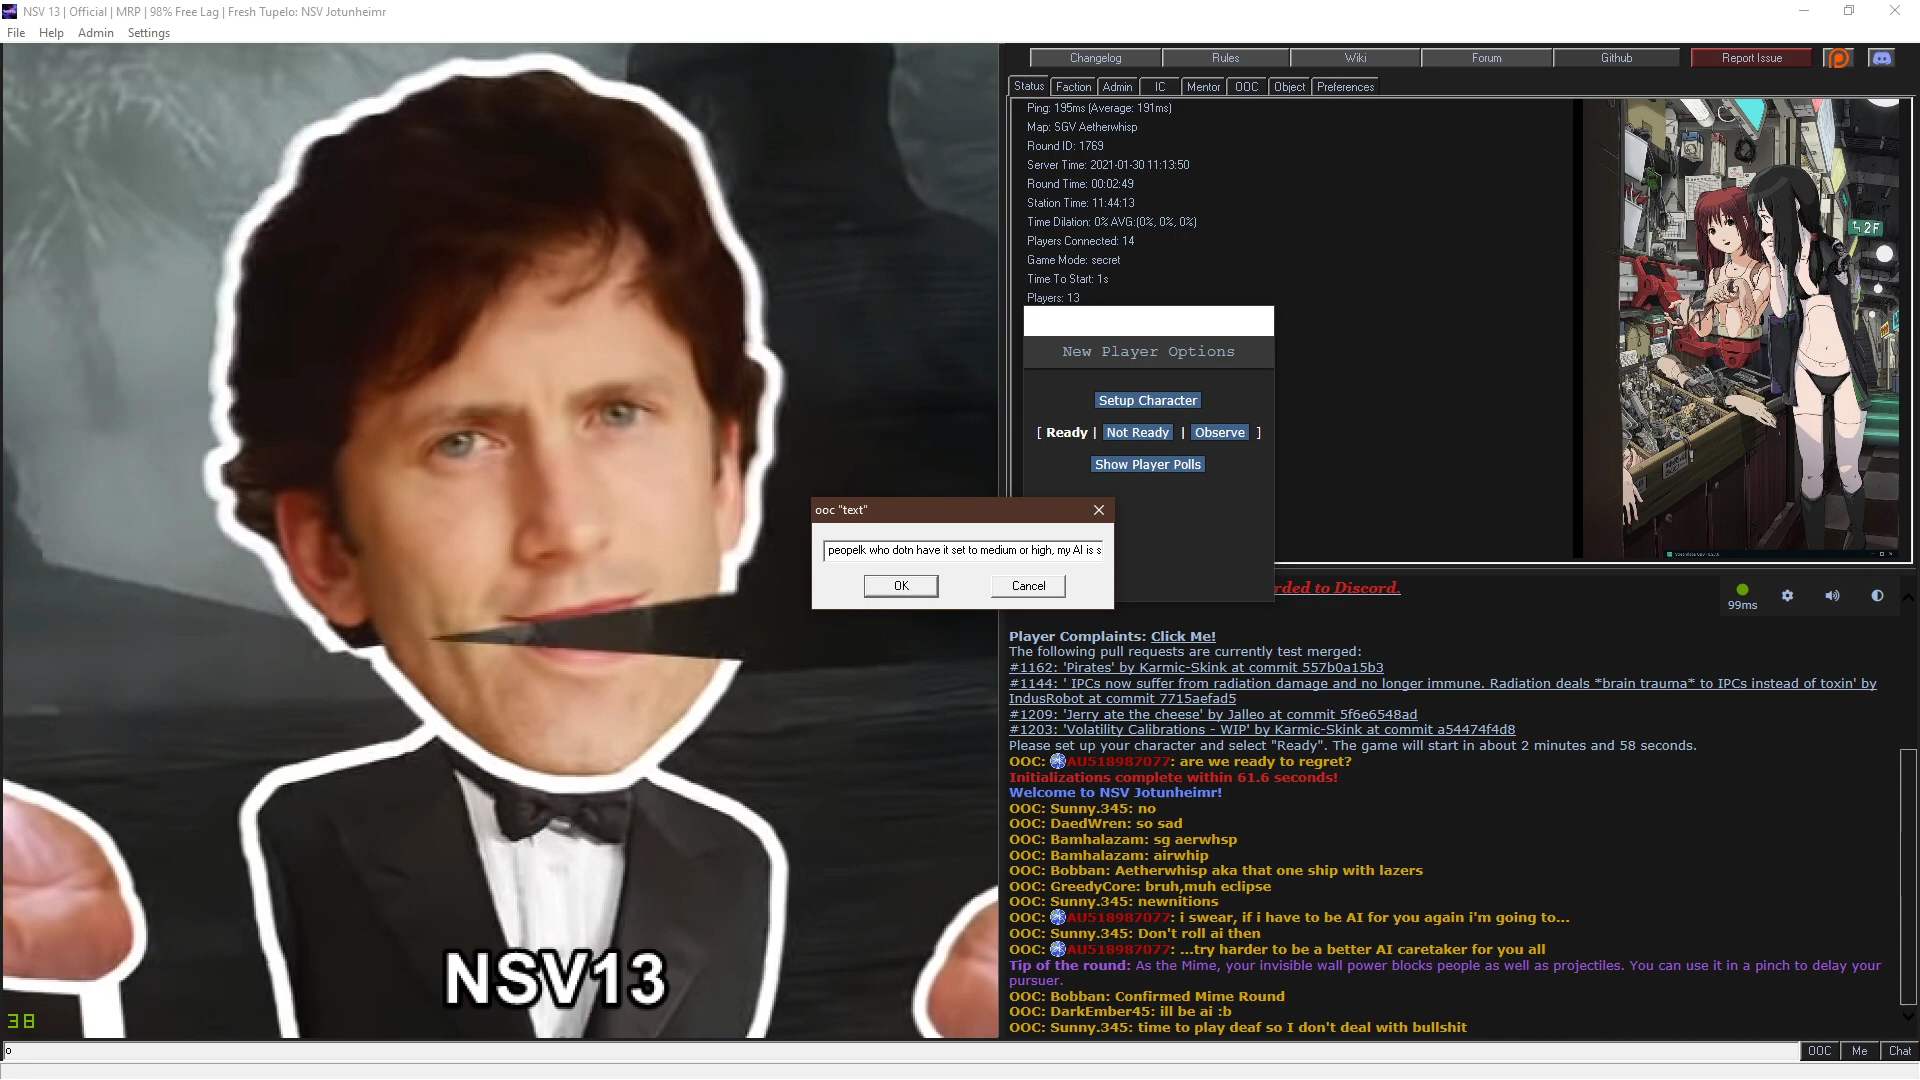 NSV 13 | Official | MRP | 98% Free Lag | Fresh Tupelo: NSV Jotunheimr
File Help Admin Settings
Changelog Rules Wiki Forum Github Report Issue
Status Faction Admin IC Mentor OOC Object Preferences
Ping: 195ms (Average: 191ms)
Map: SGV Aetherwhisp
Round ID: 1769
Server Time: 2021-01-30 11:13:50
Round Time: 00:02:49
Station Time: 11:44:13
Time Dilation: 0% AVG:(0%, 0%, 0%)
Players Connected: 14
Game Mode: secret
Time To Start: 1s
Players: 13
2F
New Player Options
Setup Character
[ Ready | Not Ready | Observe ]
Show Player Polls
ooc "text"
peopelk who dotn have it set to medium or high, my AI is s
OK Cancel
rded to Discord.
99ms
Player Complaints: Click Me!
The following pull requests are currently test merged:
#1162: 'Pirates' by Karmic-Skink at commit 557b0a15b3
#1144: ' IPCs now suffer from radiation damage and no longer immune. Radiation deals *brain trauma* to IPCs instead of toxin' by
IndusRobot at commit 7715aefad5
#1209: 'Jerry ate the cheese' by Jalleo at commit 5f6e6548ad
#1203: 'Volatility Calibrations - WIP' by Karmic-Skink at commit a54474f4d8
Please set up your character and select "Ready". The game will start in about 2 minutes and 58 seconds.
OOC: AU518987077: are we ready to regret?
Initializations complete within 61.6 seconds!
Welcome to NSV Jotunheimr!
OOC: Sunny.345: no
OOC: DaedWren: so sad
OOC: Bamhalazam: sg aerwhsp
OOC: Bamhalazam: airwhip
OOC: Bobban: Aetherwhisp aka that one ship with lazers
OOC: GreedyCore: bruh,muh eclipse
OOC: Sunny.345: newnitions
OOC: AU518987077: i swear, if i have to be AI for you again i'm going to...
OOC: Sunny.345: Don't roll ai then
OOC: AU518987077: ...try harder to be a better AI caretaker for you all
Tip of the round: As the Mime, your invisible wall power blocks people as well as projectiles. You can use it in a pinch to delay your
pursuer.
OOC: Bobban: Confirmed Mime Round
OOC: DarkEmber45: ill be ai :b
OOC: Sunny.345: time to play deaf so I don't deal with bullshit
NSV13
38
o
OOC Me Chat